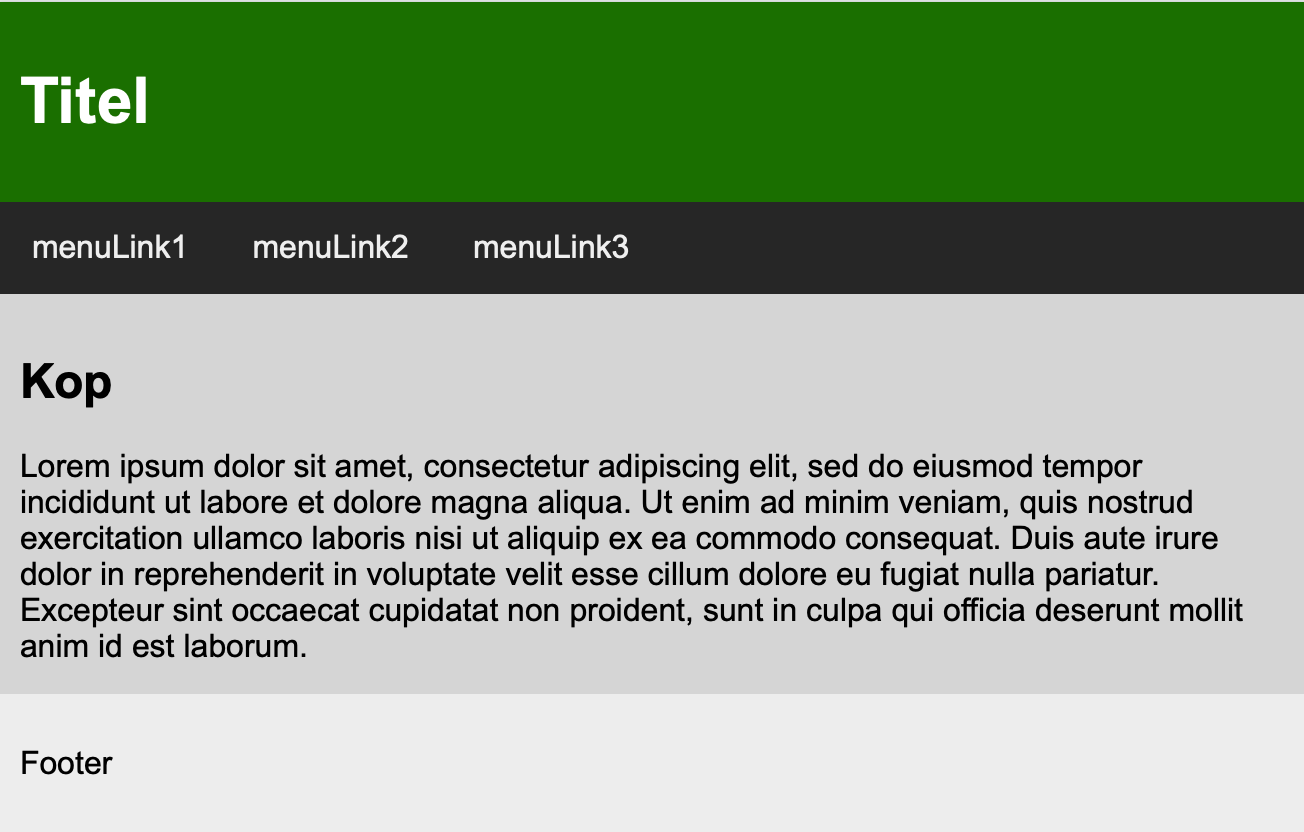 Titel
menuLink1 menuLink2 menuLink3
Kop
Lorem ipsum dolor sit amet, consectetur adipiscing elit, sed do eiusmod tempor
incididunt ut labore et dolore magna aliqua. Ut enim ad minim veniam, quis nostrud
exercitation ullamco laboris nisi ut aliquip ex ea commodo consequat. Duis aute irure
dolor in reprehenderit in voluptate velit esse cillum dolore eu fugiat nulla pariatur.
Excepteur sint occaecat cupidatat non proident, sunt in culpa qui officia deserunt mollit
anim id est laborum.
Footer